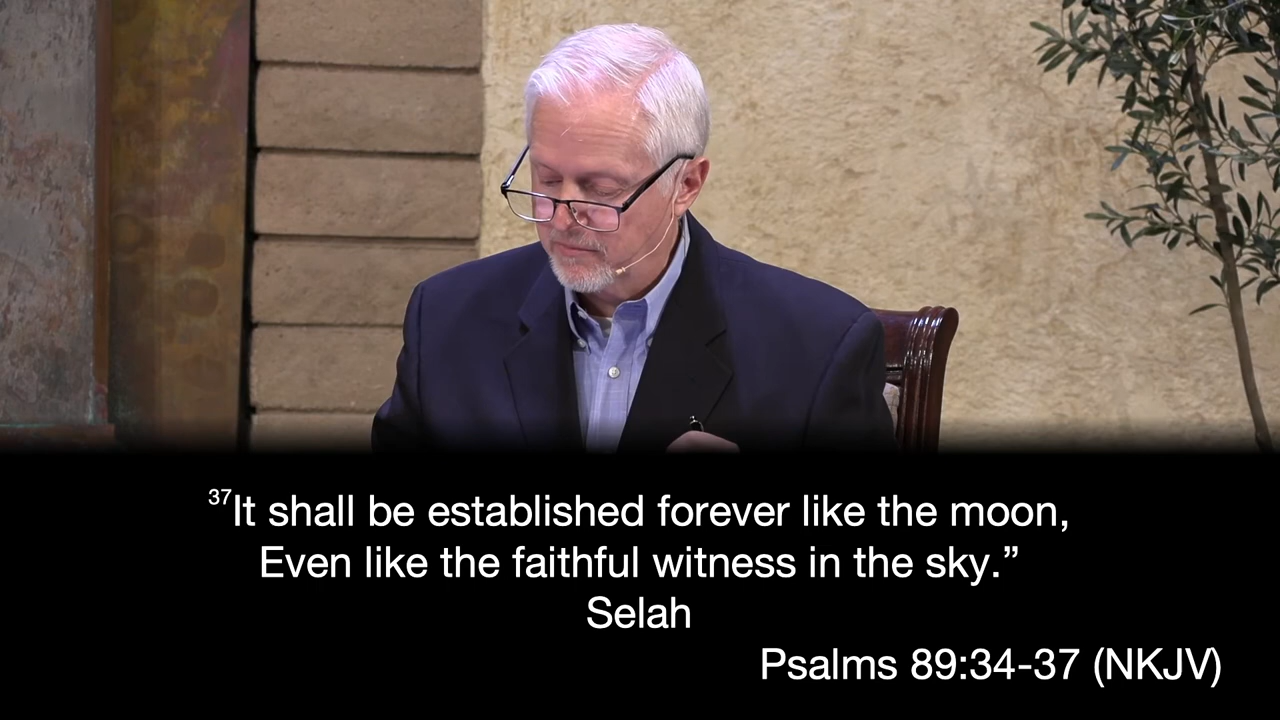 37It shall be established forever like the moon,
Even like the faithful witness in the sky.”
Selah
Psalms 89:34-37 (NKJV)